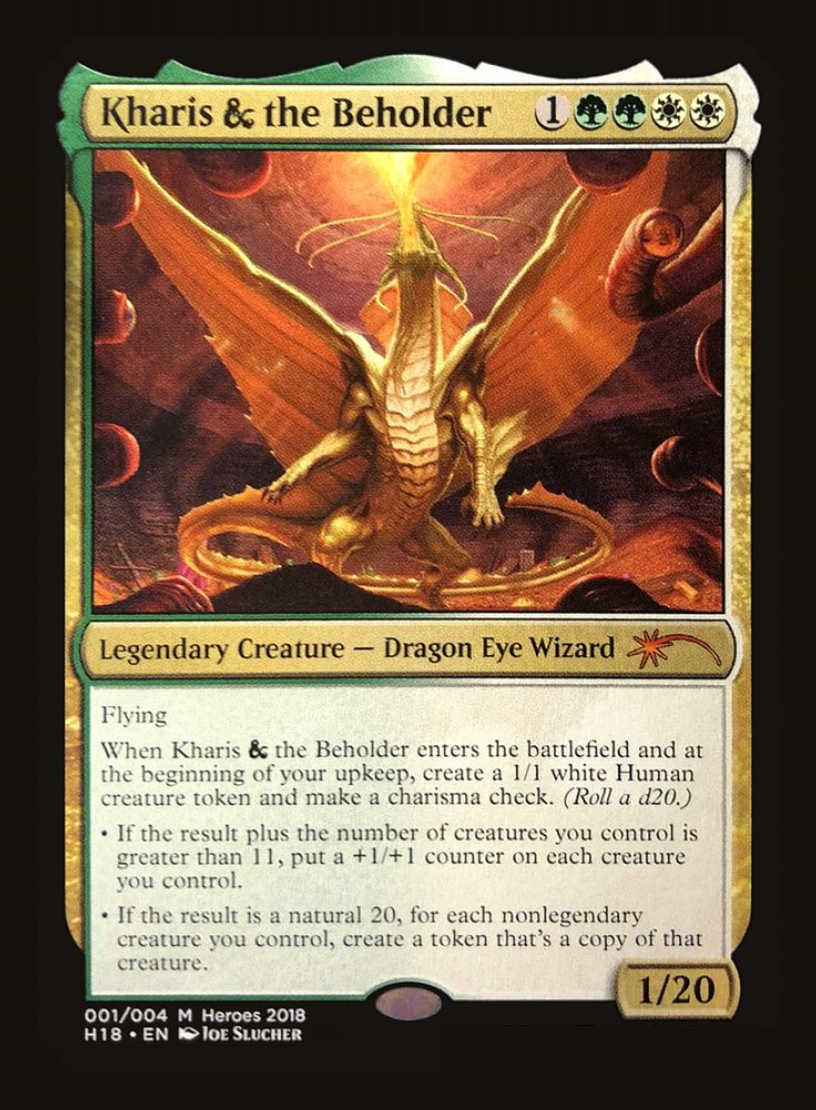 Kharis & the Beholder 1
Legendary Creature — Dragon Eye Wizard
Flying
When Kharis & the Beholder enters the battlefield and at
the beginning of your upkeep, create a 1/1 white Human
creature token and make a charisma check. (Roll a d20.)
• If the result plus the number of creatures you control is
greater than 11, put a +1/+1 counter on each creature
you control.
• If the result is a natural 20, for each nonlegendary
creature you control, create a token that's a copy of that
creature.
1/20
001/004 M Heroes 2018
H18 • EN Joe Slucher